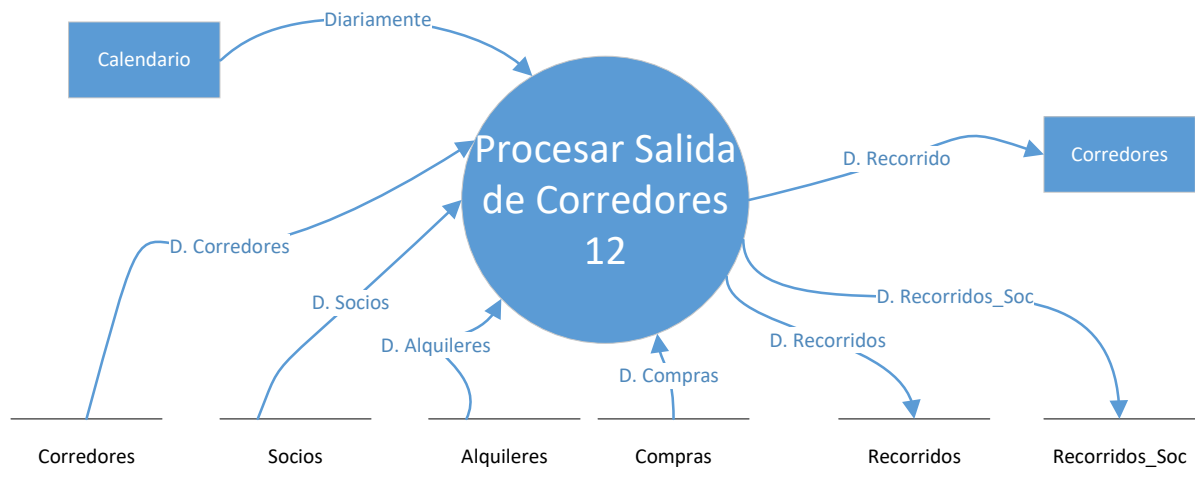 Diariamente
Calendario
Procesar Salida
de Corredores
12
D. Recorrido
Corredores
D. Corredores
D. Socios
D. Recorridos_Soc
D. Alquileres
D. Recorridos
D. Compras
Corredores
Socios
Alquileres
Compras
Recorridos
Recorridos_Soc